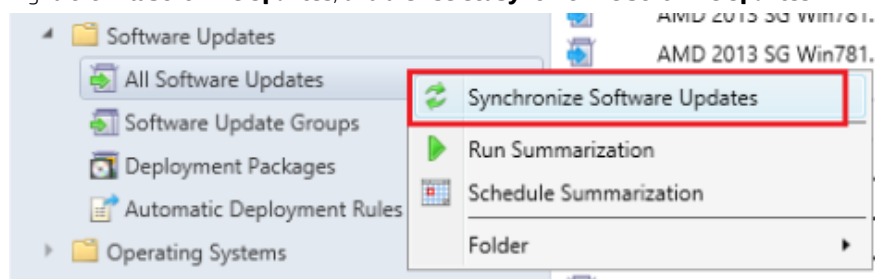 Software Updates
All Software Updates
Software Update Groups
Deployment Packages
Automatic Deployment Rules
Operating Systems
Synchronize Software Updates
Run Summarization
Schedule Summarization
Folder
AMD 2013 SG Win781.
AMD 2013 SG Win781.